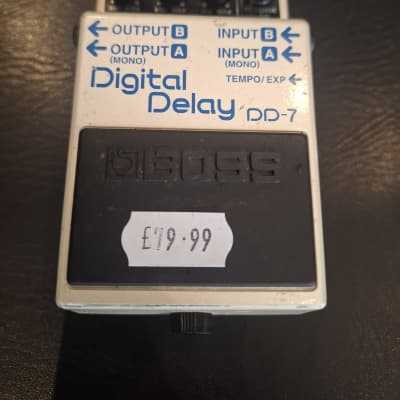 ← OUTPUT B INPUT B ←
← OUTPUT A INPUT A ←
(MONO) (MONO)
TEMPO/EXP ←
Digital
Delay DD-7
BOSS
£79.99